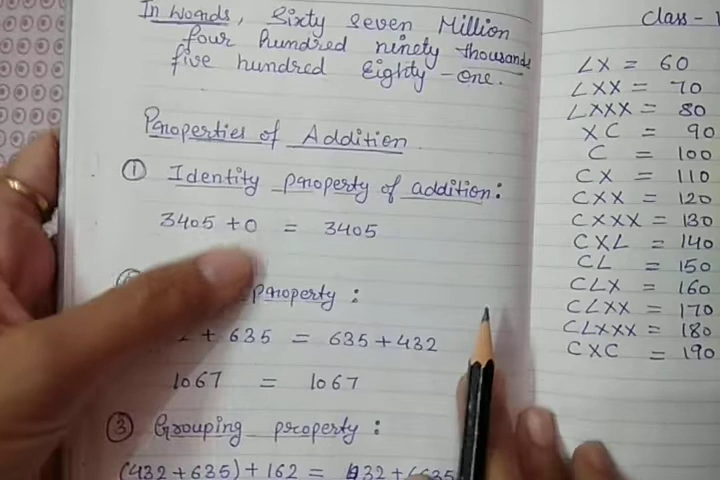 In Words, Sixty seven Million
four hundred ninety thousands
five hundred Eighty-one.
Properties of Addition
① Identity property of addition:
3405 + 0 = 3405
property:
+ 635 = 635 + 432
1067 = 1067
③ Grouping property:
(432 + 635) + 162 = 432 + (635
Class -
LX = 60
LXX = 70
LXXX = 80
XC = 90
C = 100
CX = 110
CXX = 120
CXXX = 130
CXL = 140
CL = 150
CLX = 160
CLXX = 170
CLXXX = 180
CXC = 190